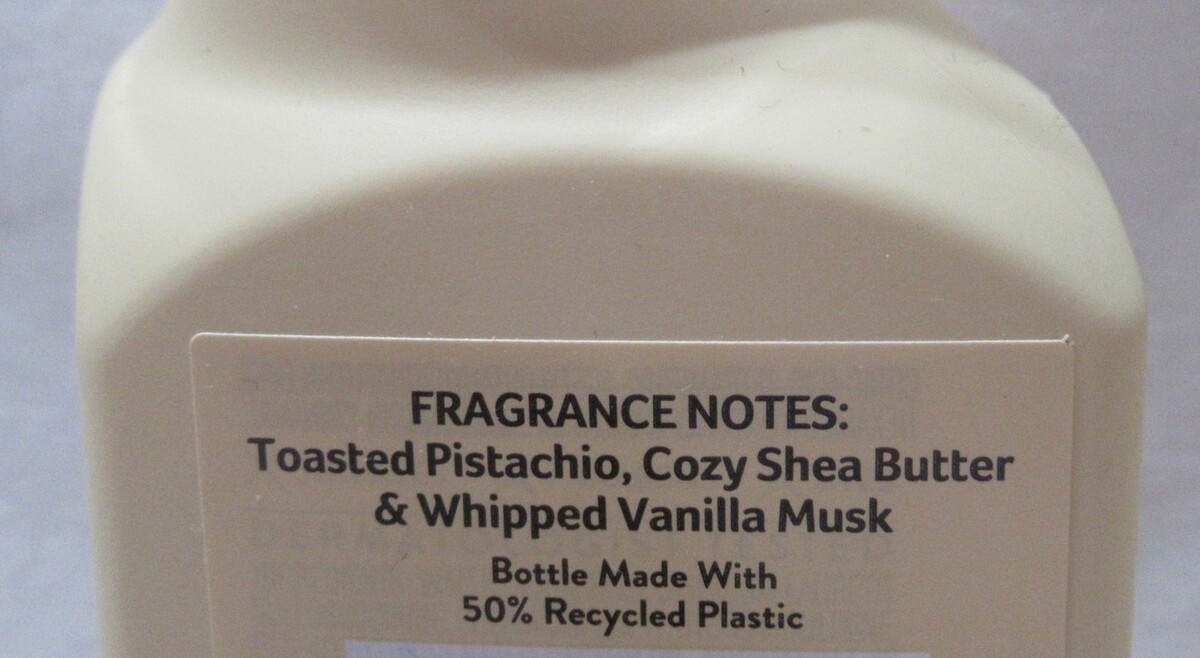 FRAGRANCE NOTES:
Toasted Pistachio, Cozy Shea Butter
& Whipped Vanilla Musk
Bottle Made With
50% Recycled Plastic